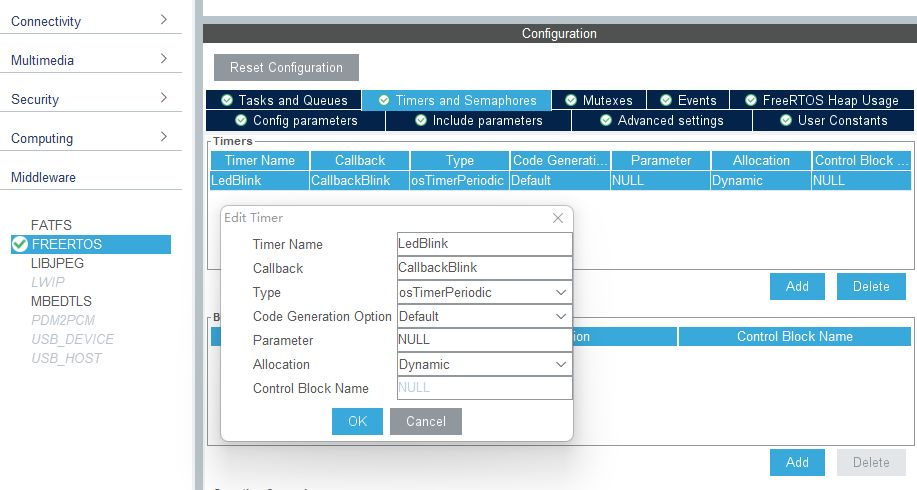 Connectivity
Multimedia
Security
Computing
Middleware
FATFS
FREERTOS
LIBJPEG
LWIP
MBEDTLS
PDM2PCM
USB_DEVICE
USB_HOST
Configuration
Reset Configuration
Tasks and Queues Timers and Semaphores Mutexes Events FreeRTOS Heap Usage
Config parameters Include parameters Advanced settings User Constants
Timers
Timer Name Callback Type Code Generati... Parameter Allocation Control Block ...
LedBlink CallbackBlink osTimerPeriodic Default NULL Dynamic NULL
Edit Timer
Timer Name LedBlink
Callback CallbackBlink
Type osTimerPeriodic
Code Generation Option Default
Parameter NULL
Allocation Dynamic
Control Block Name NULL
OK Cancel
Add Delete
Control Block Name
Add Delete